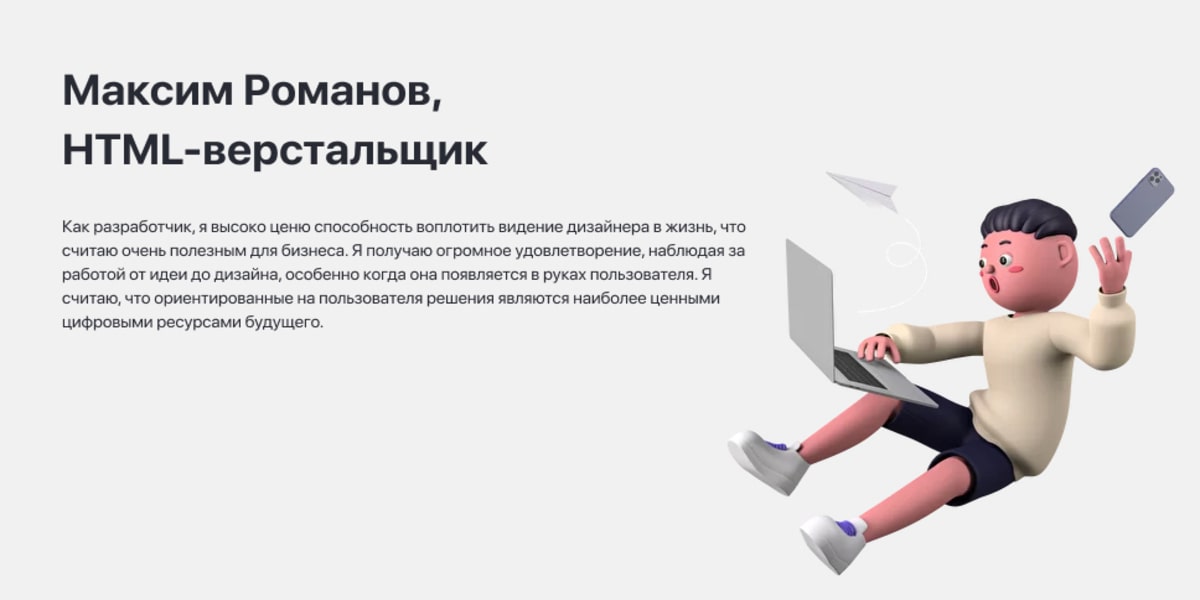 Максим Романов,
HTML-верстальщик
Как разработчик, я высоко ценю способность воплотить видение дизайнера в жизнь, что
считаю очень полезным для бизнеса. Я получаю огромное удовлетворение, наблюдая за
работой от идеи до дизайна, особенно когда она появляется в руках пользователя. Я
считаю, что ориентированные на пользователя решения являются наиболее ценными
цифровыми ресурсами будущего.